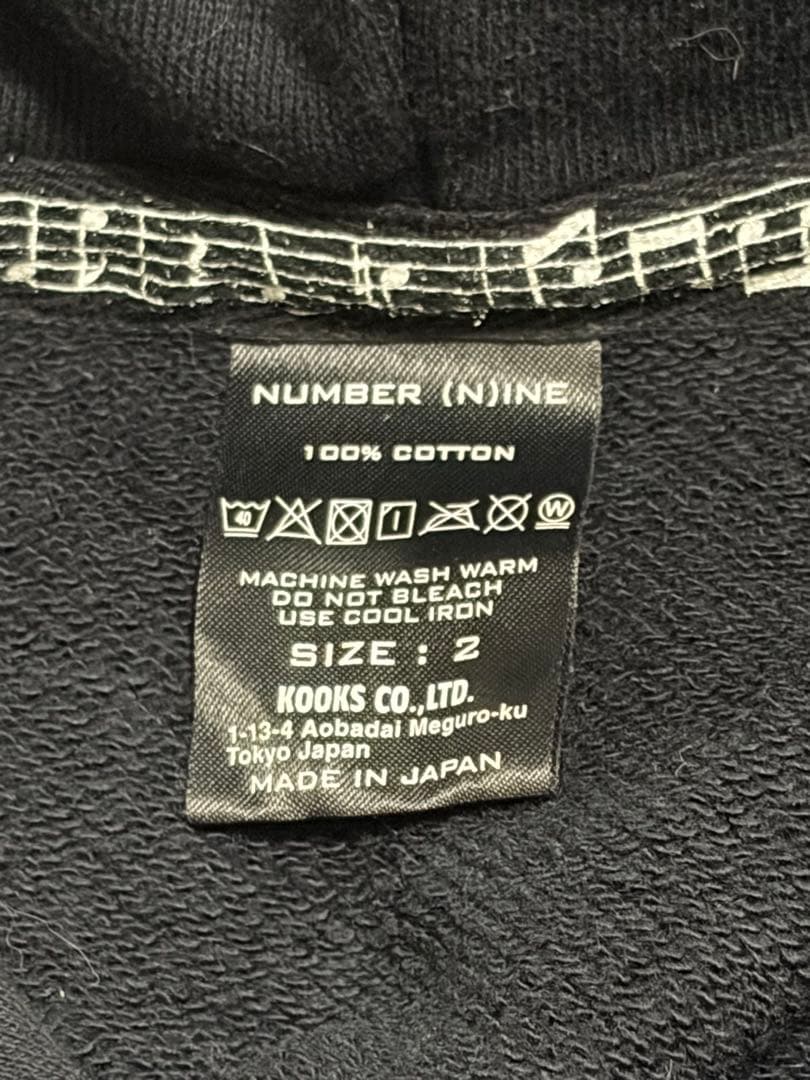 NUMBER (N)INE
100% COTTON
40
W
MACHINE WASH WARM
DO NOT BLEACH
USE COOL IRON
SIZE : 2
KOOKS CO.,LTD.
1-13-4 Aobadai Meguro-ku
Tokyo Japan
MADE IN JAPAN